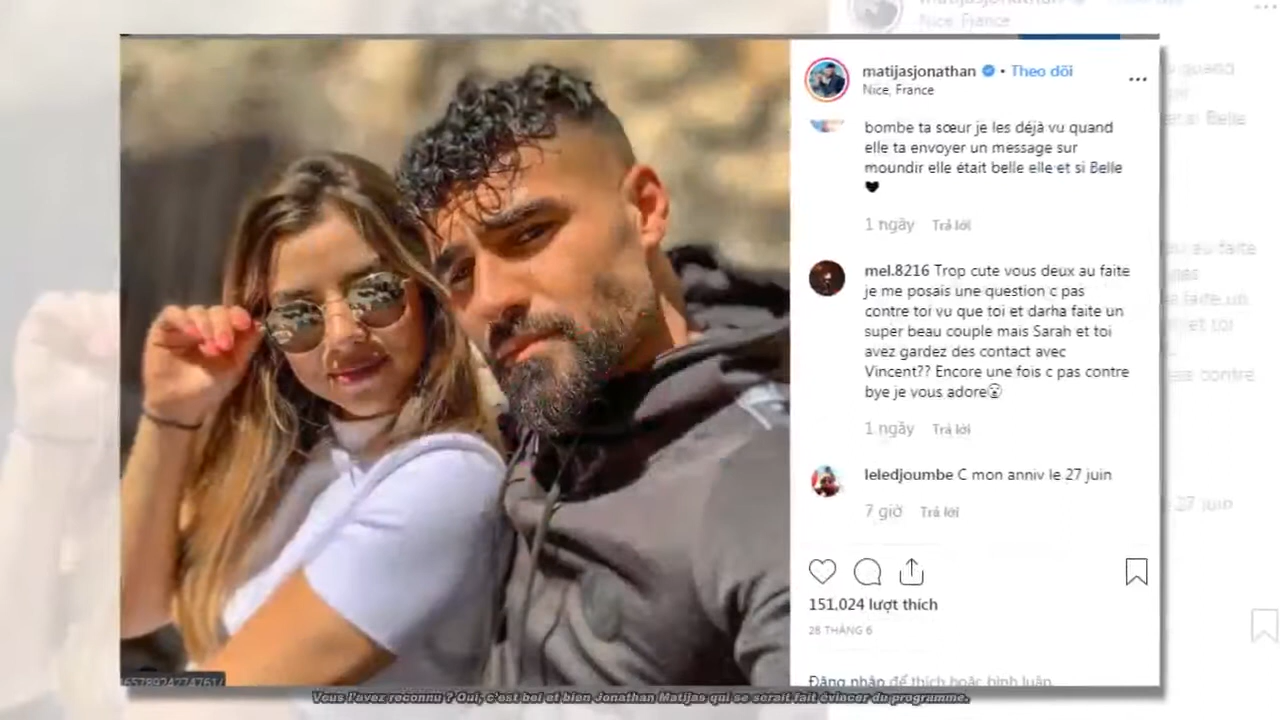 matijasjonathan • Theo dõi
Nice, France
bombe ta sœur je les déjà vu quand
elle ta envoyer un message sur
moundir elle était belle elle et si Belle
🖤
1 ngày Trả lời
mel.8216 Trop cute vous deux au faite
je me posais une question c pas
contre toi vu que toi et darha faite un
super beau couple mais Sarah et toi
avez gardez des contact avec
Vincent?? Encore une fois c pas contre
bye je vous adore😮
1 ngày Trả lời
leledjoumbe C mon anniv le 27 juin
7 giờ Trả lời
151.024 lượt thích
28 THÁNG 6
Đăng nhập để thích hoặc bình luận.
Vous l'avez reconnu ? Oui, c'est bel et bien Jonathan Matijas qui se serait fait évincer du programme.